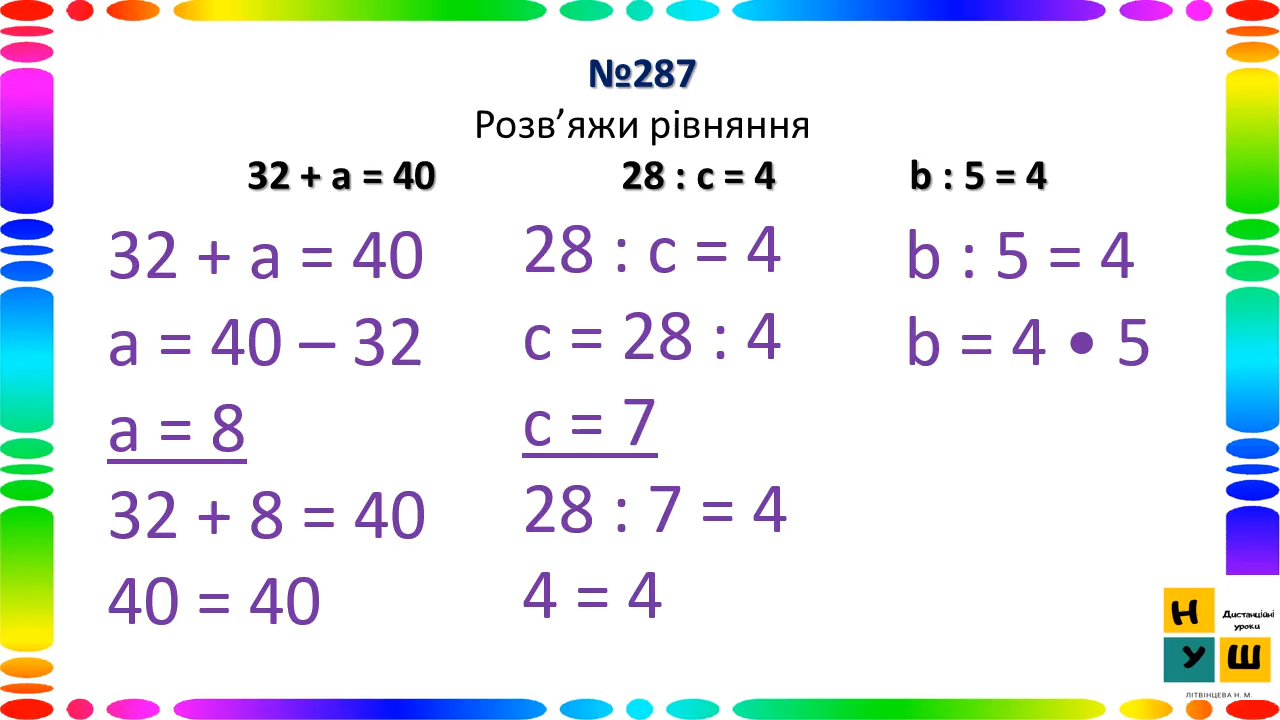 №287
Розв’яжи рівняння
32 + а = 40 28 : с = 4 b : 5 = 4
32 + а = 40
а = 40 – 32
а = 8
32 + 8 = 40
40 = 40
28 : с = 4
с = 28 : 4
с = 7
28 : 7 = 4
4 = 4
b : 5 = 4
b = 4 • 5
Н
У Ш
Дистанційні
уроки
ЛІТВІНЦЕВА Н. М.